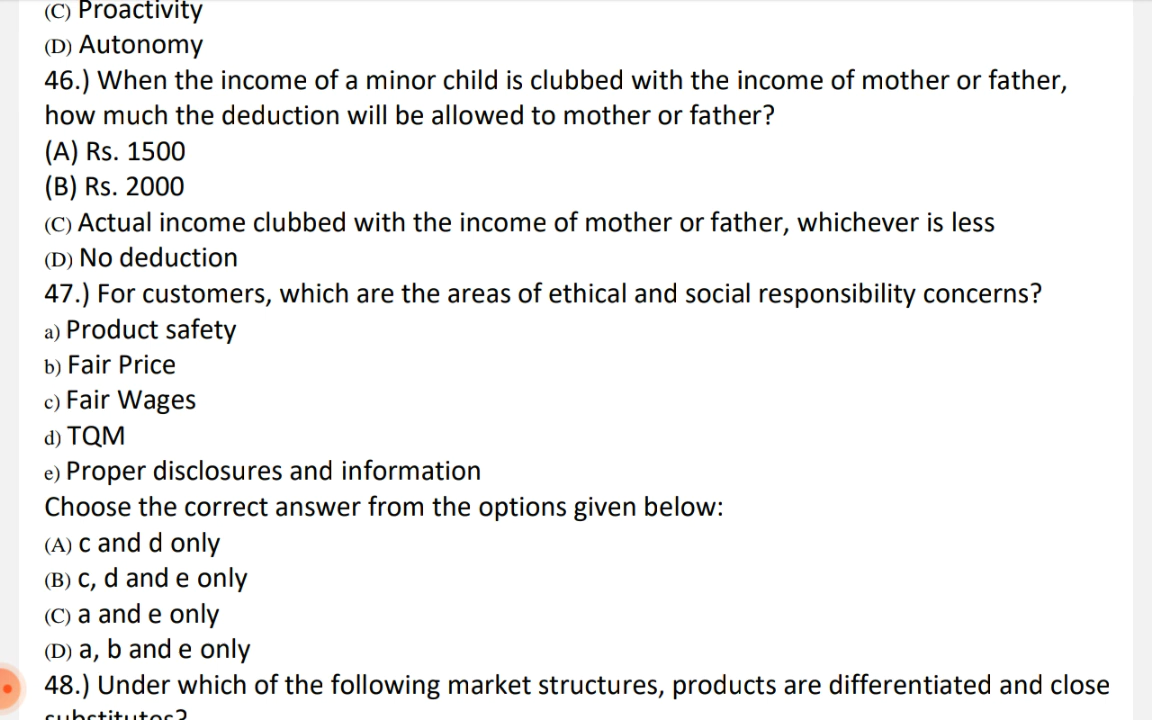 (C) Proactivity
(D) Autonomy
46.) When the income of a minor child is clubbed with the income of mother or father,
how much the deduction will be allowed to mother or father?
(A) Rs. 1500
(B) Rs. 2000
(C) Actual income clubbed with the income of mother or father, whichever is less
(D) No deduction
47.) For customers, which are the areas of ethical and social responsibility concerns?
a) Product safety
b) Fair Price
c) Fair Wages
d) TQM
e) Proper disclosures and information
Choose the correct answer from the options given below:
(A) c and d only
(B) c, d and e only
(C) a and e only
(D) a, b and e only
48.) Under which of the following market structures, products are differentiated and close
substitutes?